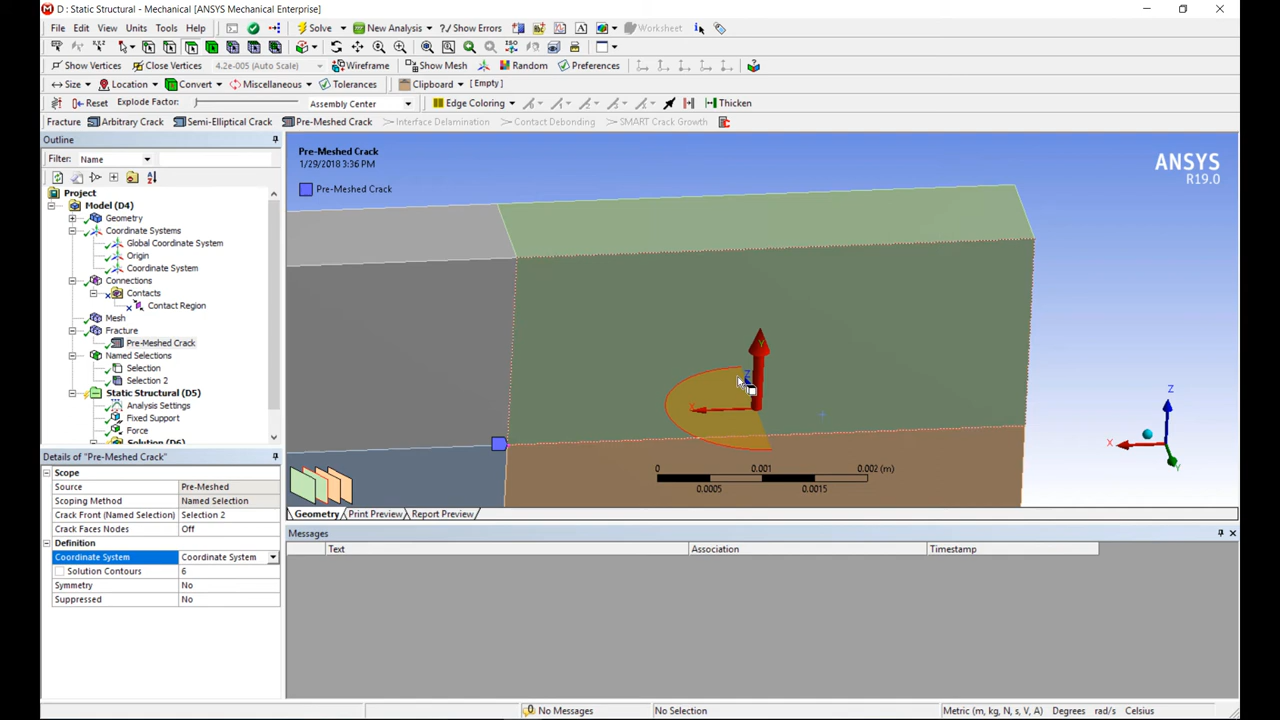 D : Static Structural - Mechanical [ANSYS Mechanical Enterprise]
File Edit View Units Tools Help Solve New Analysis Show Errors Worksheet
Show Vertices Close Vertices 4.2e-005 (Auto Scale) Wireframe Show Mesh Random Preferences
Size Location Convert Miscellaneous Tolerances Clipboard [ Empty ]
Reset Explode Factor: Assembly Center Edge Coloring Thicken
Fracture Arbitrary Crack Semi-Elliptical Crack Pre-Meshed Crack Interface Delamination Contact Debonding SMART Crack Growth
Outline
Filter: Name
Project
Model (D4)
Geometry
Coordinate Systems
Global Coordinate System
Origin
Coordinate System
Connections
Contacts
Contact Region
Mesh
Fracture
Pre-Meshed Crack
Named Selections
Selection
Selection 2
Static Structural (D5)
Analysis Settings
Fixed Support
Force
Solution (D6)
Details of "Pre-Meshed Crack"
Scope
Source Pre-Meshed
Scoping Method Named Selection
Crack Front (Named Selection) Selection 2
Crack Faces Nodes Off
Definition
Coordinate System Coordinate System
Solution Contours 6
Symmetry No
Suppressed No
Pre-Meshed Crack
1/29/2018 3:36 PM
Pre-Meshed Crack
ANSYS
R19.0
Y
Z
X
0 0.001 0.002 (m)
0.0005 0.0015
Z
X
Y
Geometry Print Preview Report Preview
Messages
Text Association Timestamp
0 No Messages No Selection Metric (m, kg, N, s, V, A) Degrees rad/s Celsius